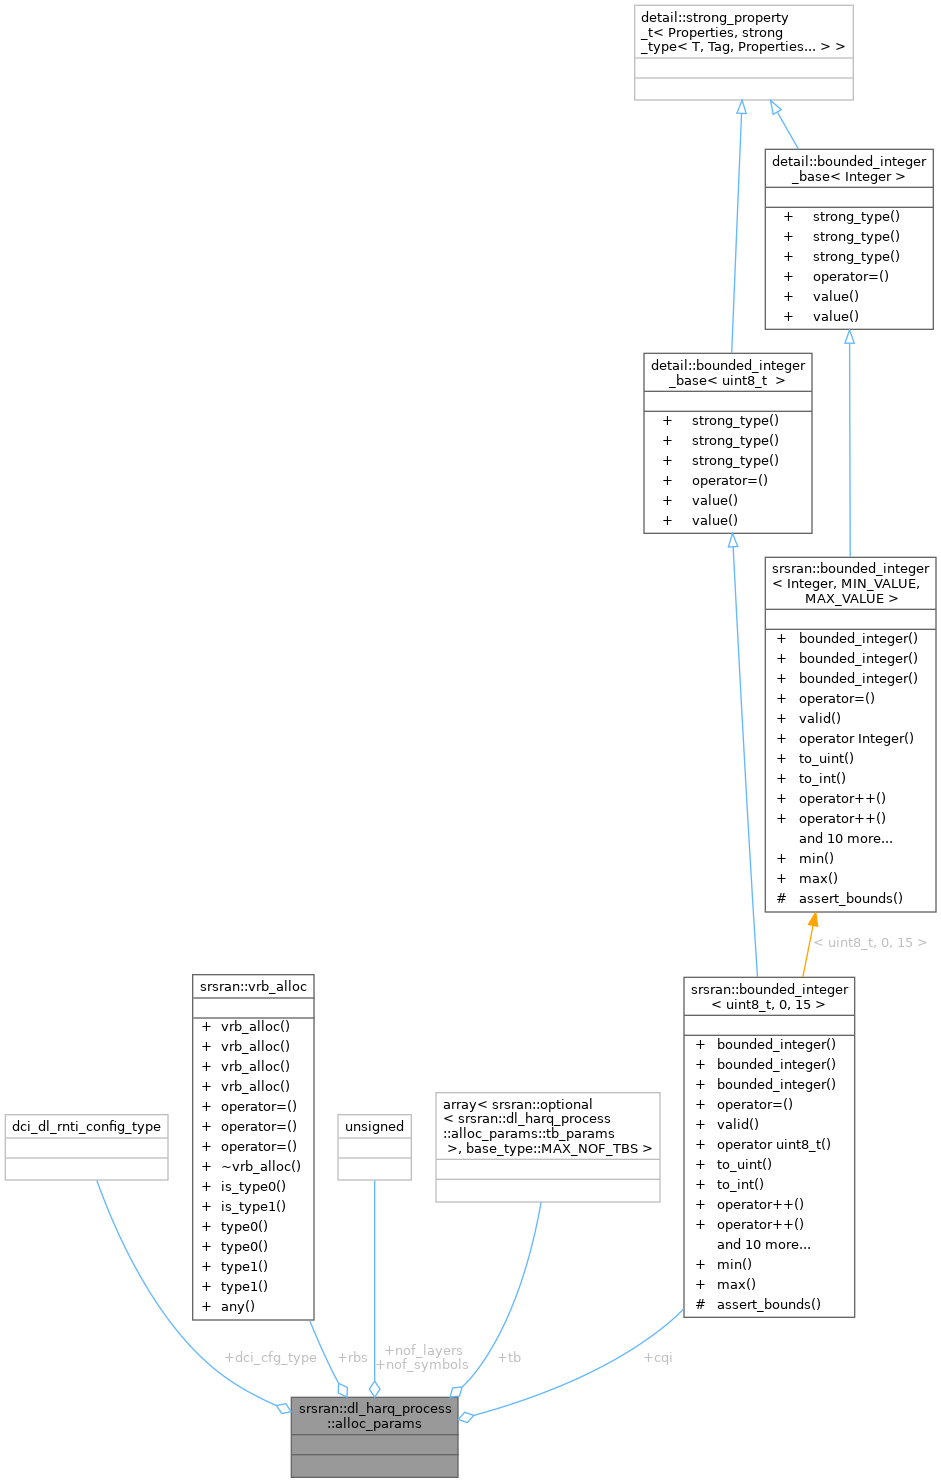 detail::strong_property
_t< Properties, strong
_type< T, Tag, Properties... > >
detail::bounded_integer
_base< Integer >
+ strong_type()
+ strong_type()
+ strong_type()
+ operator=()
+ value()
+ value()
detail::bounded_integer
_base< uint8_t >
+ strong_type()
+ strong_type()
+ strong_type()
+ operator=()
+ value()
+ value()
srsran::bounded_integer
< Integer, MIN_VALUE,
MAX_VALUE >
+ bounded_integer()
+ bounded_integer()
+ bounded_integer()
+ operator=()
+ valid()
+ operator Integer()
+ to_uint()
+ to_int()
+ operator++()
+ operator++()
and 10 more...
+ min()
+ max()
# assert_bounds()
< uint8_t, 0, 15 >
srsran::vrb_alloc
+ vrb_alloc()
+ vrb_alloc()
+ vrb_alloc()
+ vrb_alloc()
+ operator=()
+ operator=()
+ operator=()
+ ~vrb_alloc()
+ is_type0()
+ is_type1()
+ type0()
+ type0()
+ type1()
+ type1()
+ any()
srsran::bounded_integer
< uint8_t, 0, 15 >
+ bounded_integer()
+ bounded_integer()
+ bounded_integer()
+ operator=()
+ valid()
+ operator uint8_t()
+ to_uint()
+ to_int()
+ operator++()
+ operator++()
and 10 more...
+ min()
+ max()
# assert_bounds()
dci_dl_rnti_config_type
unsigned
array< srsran::optional
< srsran::dl_harq_process
::alloc_params::tb_params
>, base_type::MAX_NOF_TBS >
+dci_cfg_type
+rbs
+nof_layers
+nof_symbols
+tb
+cqi
srsran::dl_harq_process
::alloc_params